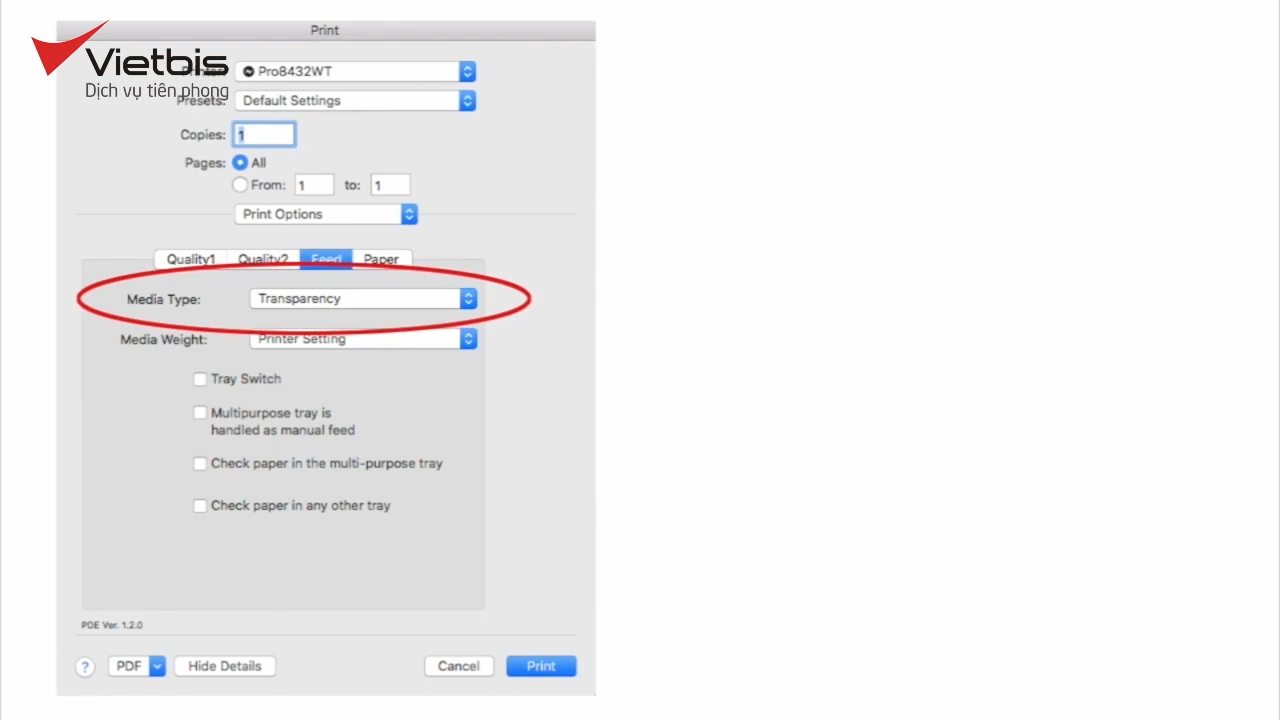 Print
Vietbis
Dịch vụ tiên phong
Printer: Pro8432WT
Presets: Default Settings
Copies: 1
Pages: All
From: 1 to: 1
Print Options
Quality1 Quality2 Feed Paper
Media Type: Transparency
Media Weight: Printer Setting
Tray Switch
Multipurpose tray is
handled as manual feed
Check paper in the multi-purpose tray
Check paper in any other tray
PDE Ver. 1.2.0
? PDF Hide Details Cancel Print